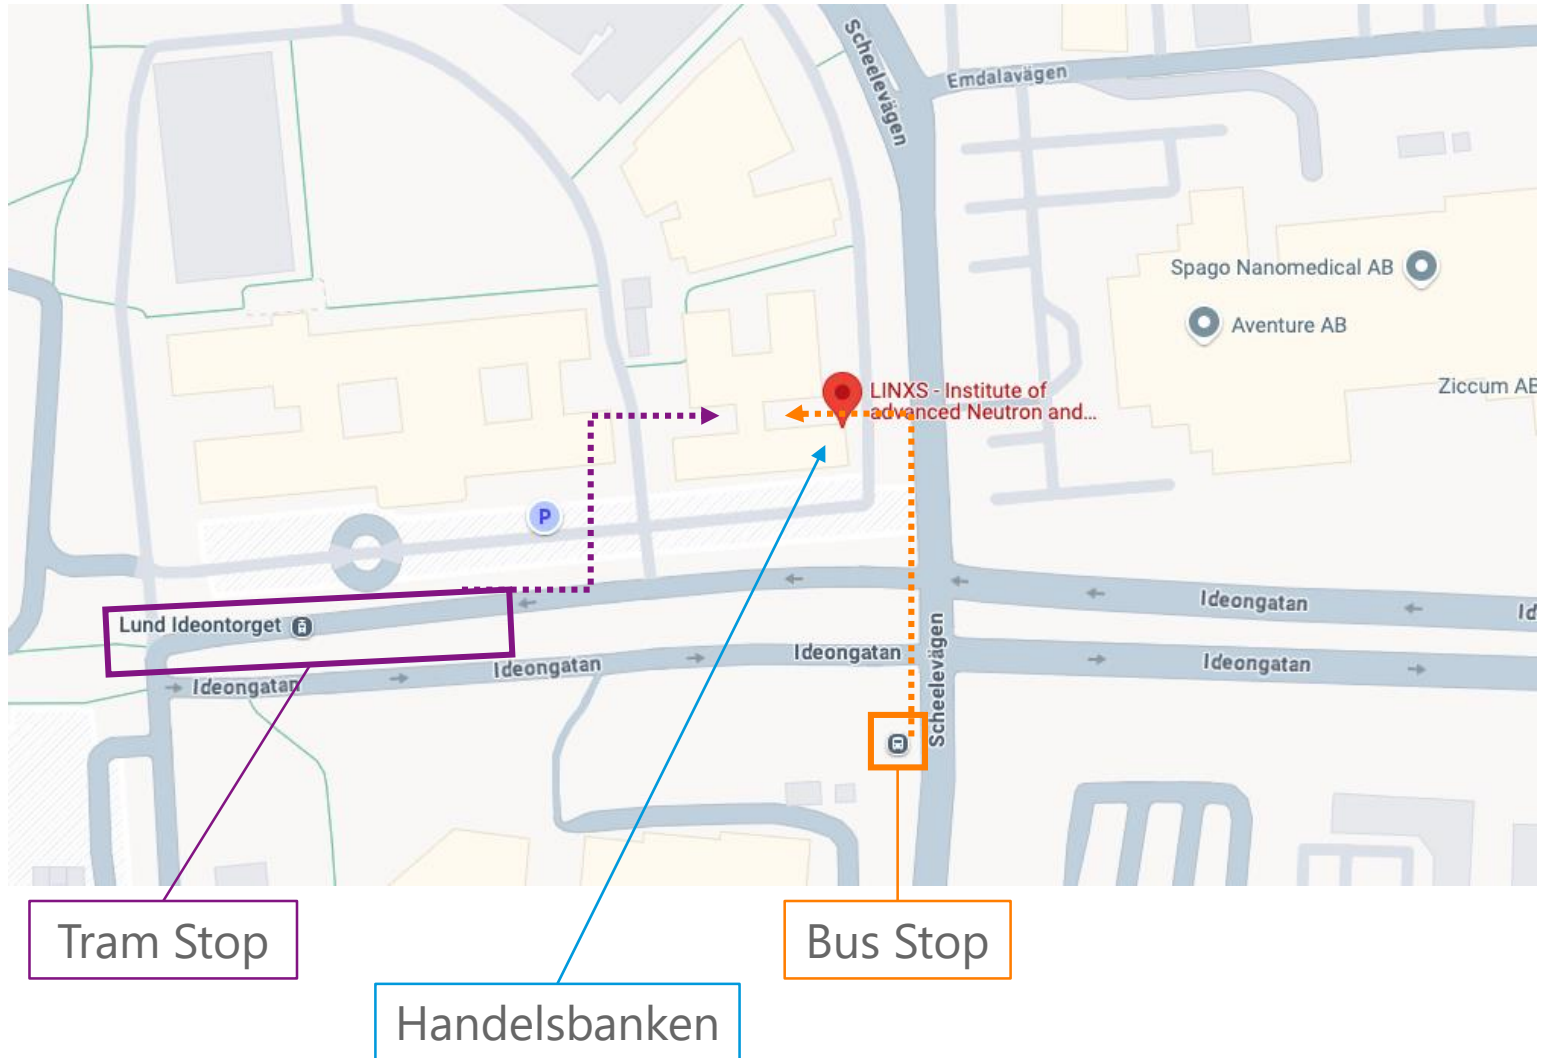 Scheelevägen
Emdalavägen
Spago Nanomedical AB
Aventure AB
Ziccum AB
LINXS - Institute of
advanced Neutron and...
P
Ideongatan
Id
Lund Ideontorget
Ideongatan
Ideongatan
Ideongatan
Ideongatan
Scheelevägen
Tram Stop
Bus Stop
Handelsbanken